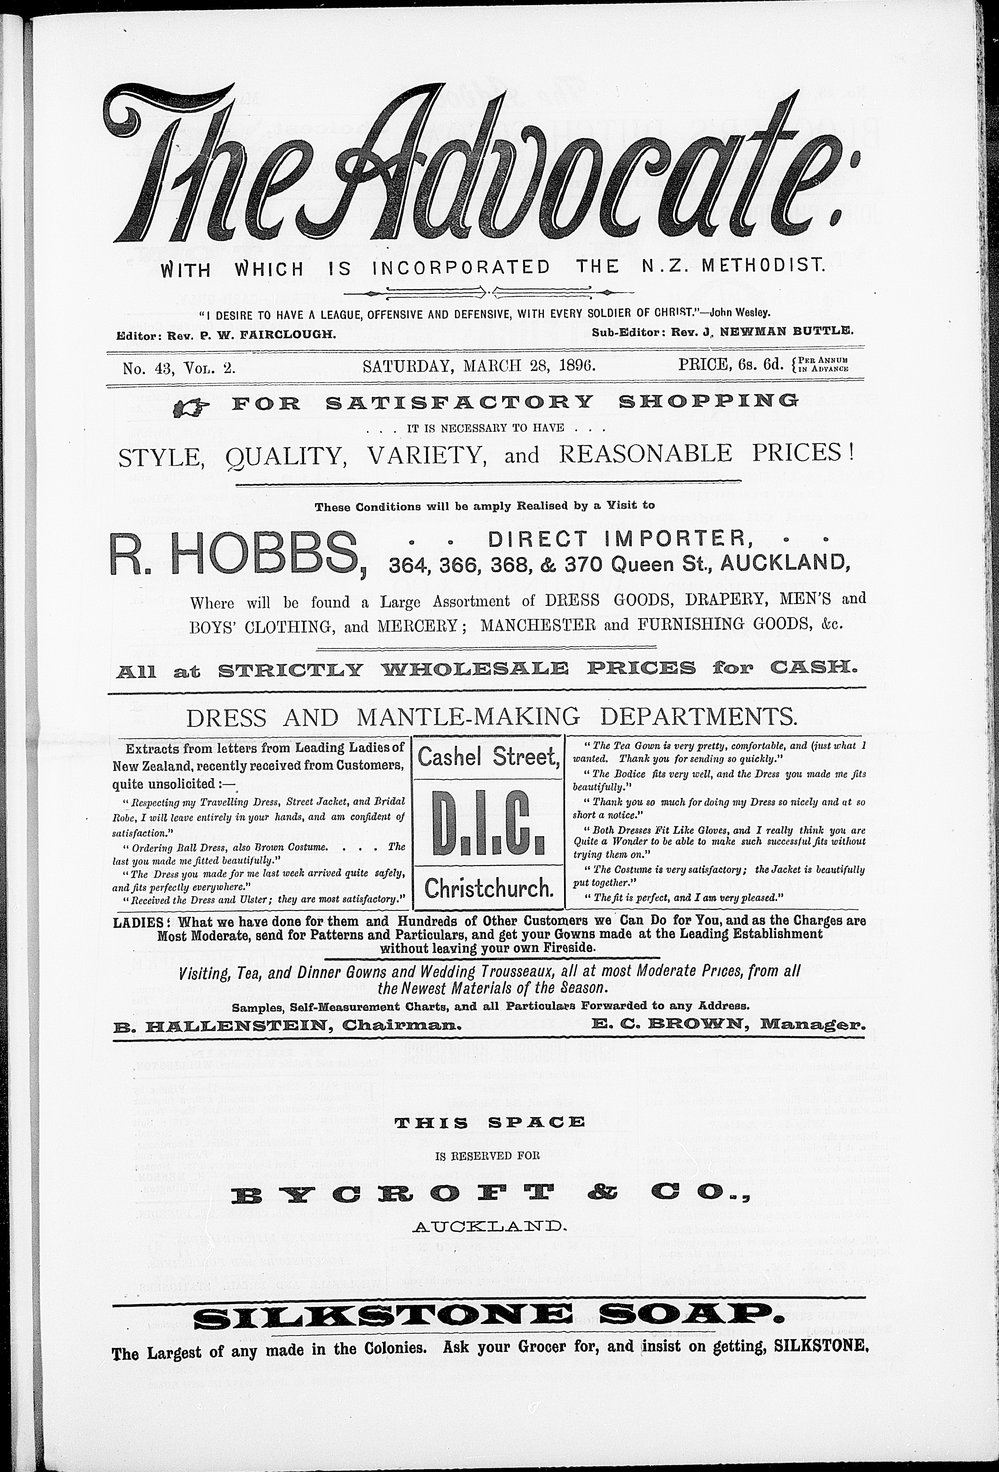 The Advocate:
WITH WHICH IS INCORPORATED THE N.Z. METHODIST.
"I DESIRE TO HAVE A LEAGUE, OFFENSIVE AND DEFENSIVE, WITH EVERY SOLDIER OF CHRIST."—John Wesley.
Editor: Rev. P. W. FAIRCLOUGH.
Sub-Editor: Rev. J. NEWMAN BUTTLE.
No. 43, VOL. 2.
SATURDAY, MARCH 28, 1896.
PRICE, 6s. 6d. { PER ANNUM
IN ADVANCE
FOR SATISFACTORY SHOPPING
. . . IT IS NECESSARY TO HAVE . . .
STYLE, QUALITY, VARIETY, and REASONABLE PRICES!
These Conditions will be amply Realised by a Visit to
R. HOBBS,
. . DIRECT IMPORTER, . .
364, 366, 368, & 370 Queen St., AUCKLAND,
Where will be found a Large Assortment of DRESS GOODS, DRAPERY, MEN'S and
BOYS' CLOTHING, and MERCERY; MANCHESTER and FURNISHING GOODS, &c.
All at STRICTLY WHOLESALE PRICES for CASH.
DRESS AND MANTLE-MAKING DEPARTMENTS.
Extracts from letters from Leading Ladies of
New Zealand, recently received from Customers,
quite unsolicited :—
"Respecting my Travelling Dress, Street Jacket, and Bridal
Robe, I will leave entirely in your hands, and am confident of
satisfaction."
"Ordering Ball Dress, also Brown Costume. . . . . The
last you made me fitted beautifully."
"The Dress you made for me last week arrived quite safely,
and fits perfectly everywhere."
"Received the Dress and Ulster; they are most satisfactory."
Cashel Street,
D.I.C.
Christchurch.
"The Tea Gown is very pretty, comfortable, and (just what I
wanted. Thank you for sending so quickly."
"The Bodice fits very well, and the Dress you made me fits
beautifully."
"Thank you so much for doing my Dress so nicely and at so
short a notice."
"Both Dresses Fit Like Gloves, and I really think you are
Quite a Wonder to be able to make such successful fits without
trying them on."
"The Costume is very satisfactory; the Jacket is beautifully
put together."
"The fit is perfect, and I am very pleased."
LADIES: What we have done for them and Hundreds of Other Customers we Can Do for You, and as the Charges are
Most Moderate, send for Patterns and Particulars, and get your Gowns made at the Leading Establishment
without leaving your own Fireside.
Visiting, Tea, and Dinner Gowns and Wedding Trousseaux, all at most Moderate Prices, from all
the Newest Materials of the Season.
Samples, Self-Measurement Charts, and all Particulars Forwarded to any Address.
B. HALLENSTEIN, Chairman.
E. C. BROWN, Manager.
THIS SPACE
IS RESERVED FOR
BYCROFT & CO.,
AUCKLAND.
SILKSTONE SOAP.
The Largest of any made in the Colonies. Ask your Grocer for, and insist on getting, SILKSTONE,